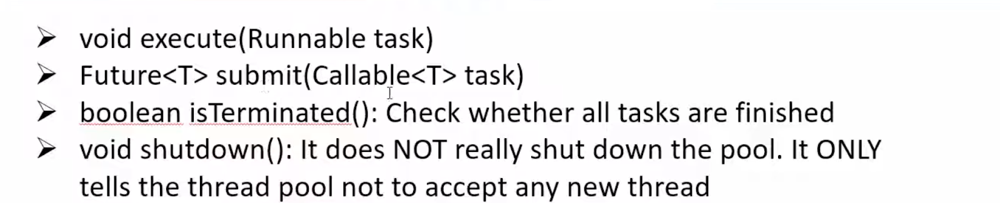 ➢ void execute(Runnable task)
➢ Future<T> submit(Callable<T> task)
➢ boolean isTerminated(): Check whether all tasks are finished
➢ void shutdown(): It does NOT really shut down the pool. It ONLY
tells the thread pool not to accept any new thread